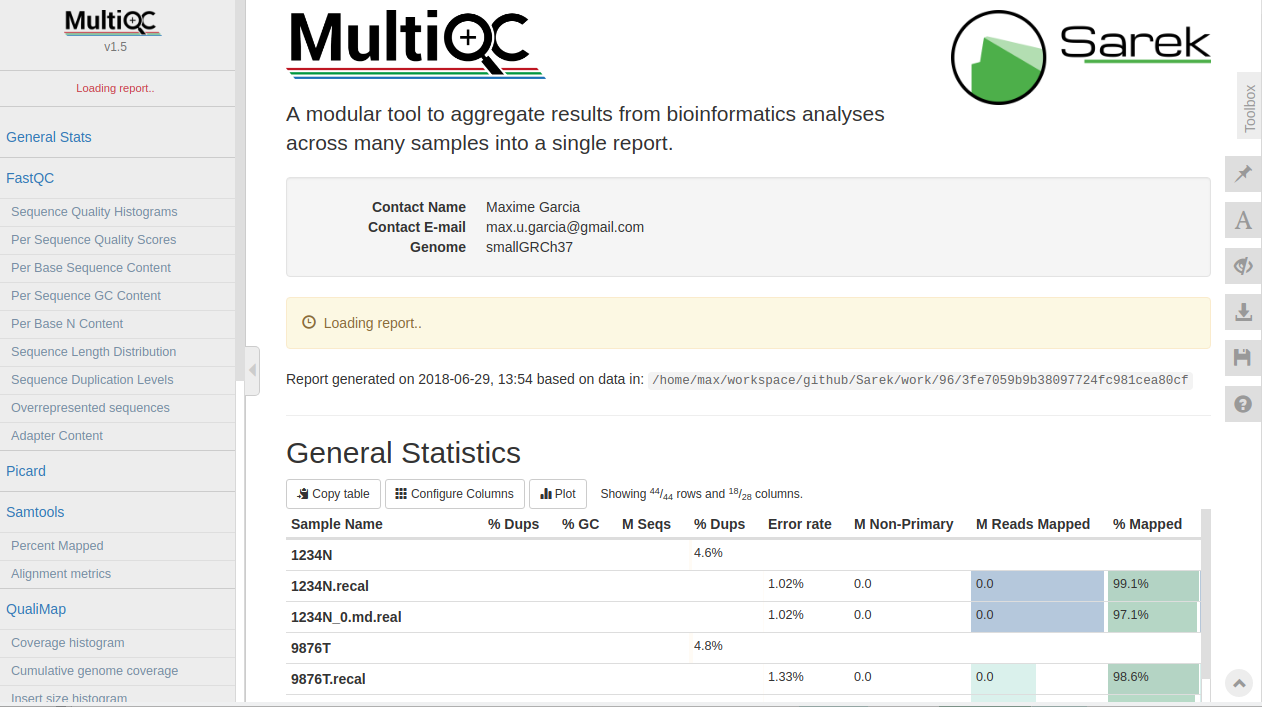 MultiQC
v1.5
Loading report..
General Stats
FastQC
Sequence Quality Histograms
Per Sequence Quality Scores
Per Base Sequence Content
Per Sequence GC Content
Per Base N Content
Sequence Length Distribution
Sequence Duplication Levels
Overrepresented sequences
Adapter Content
Picard
Samtools
Percent Mapped
Alignment metrics
QualiMap
Coverage histogram
Cumulative genome coverage
Insert size histogram
MultiQC
Sarek
A modular tool to aggregate results from bioinformatics analyses
across many samples into a single report.
Contact Name Maxime Garcia
Contact E-mail max.u.garcia@gmail.com
Genome smallGRCh37
Loading report..
Report generated on 2018-06-29, 13:54 based on data in: /home/max/workspace/github/Sarek/work/96/3fe7059b9b38097724fc981cea80cf
General Statistics
Copy table Configure Columns Plot Showing 44/44 rows and 18/28 columns.
Sample Name % Dups % GC M Seqs % Dups Error rate M Non-Primary M Reads Mapped % Mapped
1234N 4.6%
1234N.recal 1.02% 0.0 0.0 99.1%
1234N_0.md.real 1.02% 0.0 0.0 97.1%
9876T 4.8%
9876T.recal 1.33% 0.0 0.0 98.6%
Toolbox
A